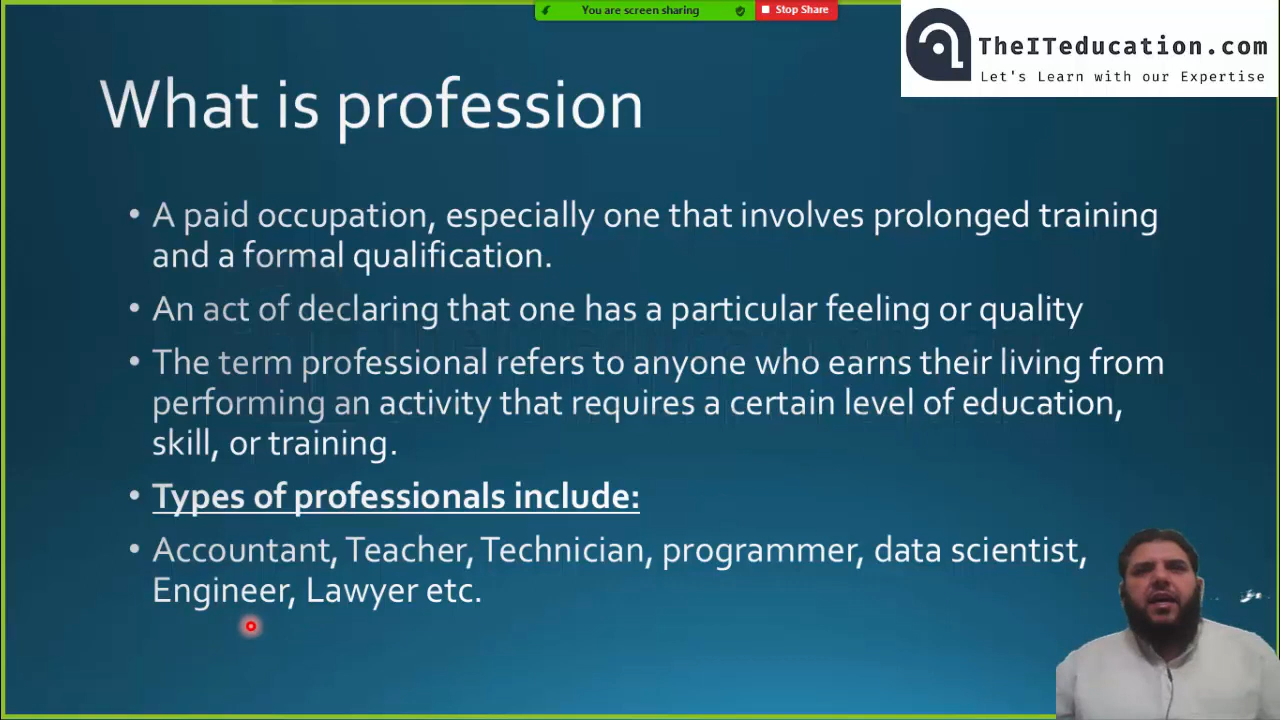 You are screen sharing
Stop Share
TheITeducation.com
Let's Learn with our Expertise
What is profession
• A paid occupation, especially one that involves prolonged training
and a formal qualification.
• An act of declaring that one has a particular feeling or quality
• The term professional refers to anyone who earns their living from
performing an activity that requires a certain level of education,
skill, or training.
• Types of professionals include:
• Accountant, Teacher, Technician, programmer, data scientist,
Engineer, Lawyer etc.